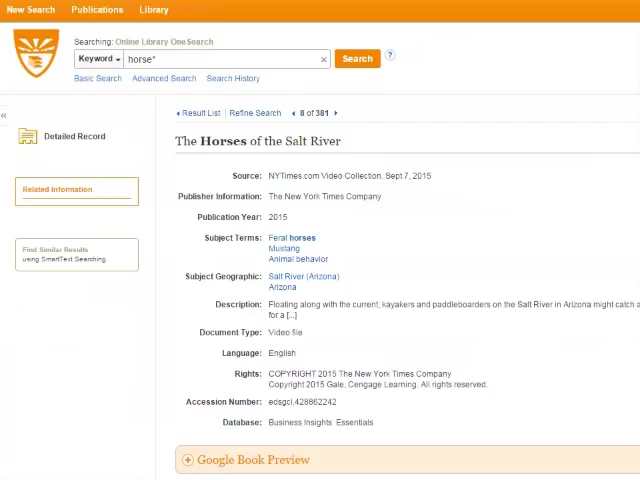 New Search Publications Library
Searching: Online Library OneSearch
Keyword horse* × Search ?
Basic Search Advanced Search Search History
«
Result List Refine Search 8 of 381
Detailed Record
The Horses of the Salt River
Related Information
Find Similar Results
using SmartText Searching.
Source: NYTimes.com Video Collection. Sept 7, 2015
Publisher Information: The New York Times Company
Publication Year: 2015
Subject Terms: Feral horses
Mustang
Animal behavior
Subject Geographic: Salt River (Arizona)
Arizona
Description: Floating along with the current, kayakers and paddleboarders on the Salt River in Arizona might catch a
for a [...]
Document Type: Video file
Language: English
Rights: COPYRIGHT 2015 The New York Times Company
Copyright 2015 Gale, Cengage Learning. All rights reserved.
Accession Number: edsgcl.428862242
Database: Business Insights: Essentials
Google Book Preview